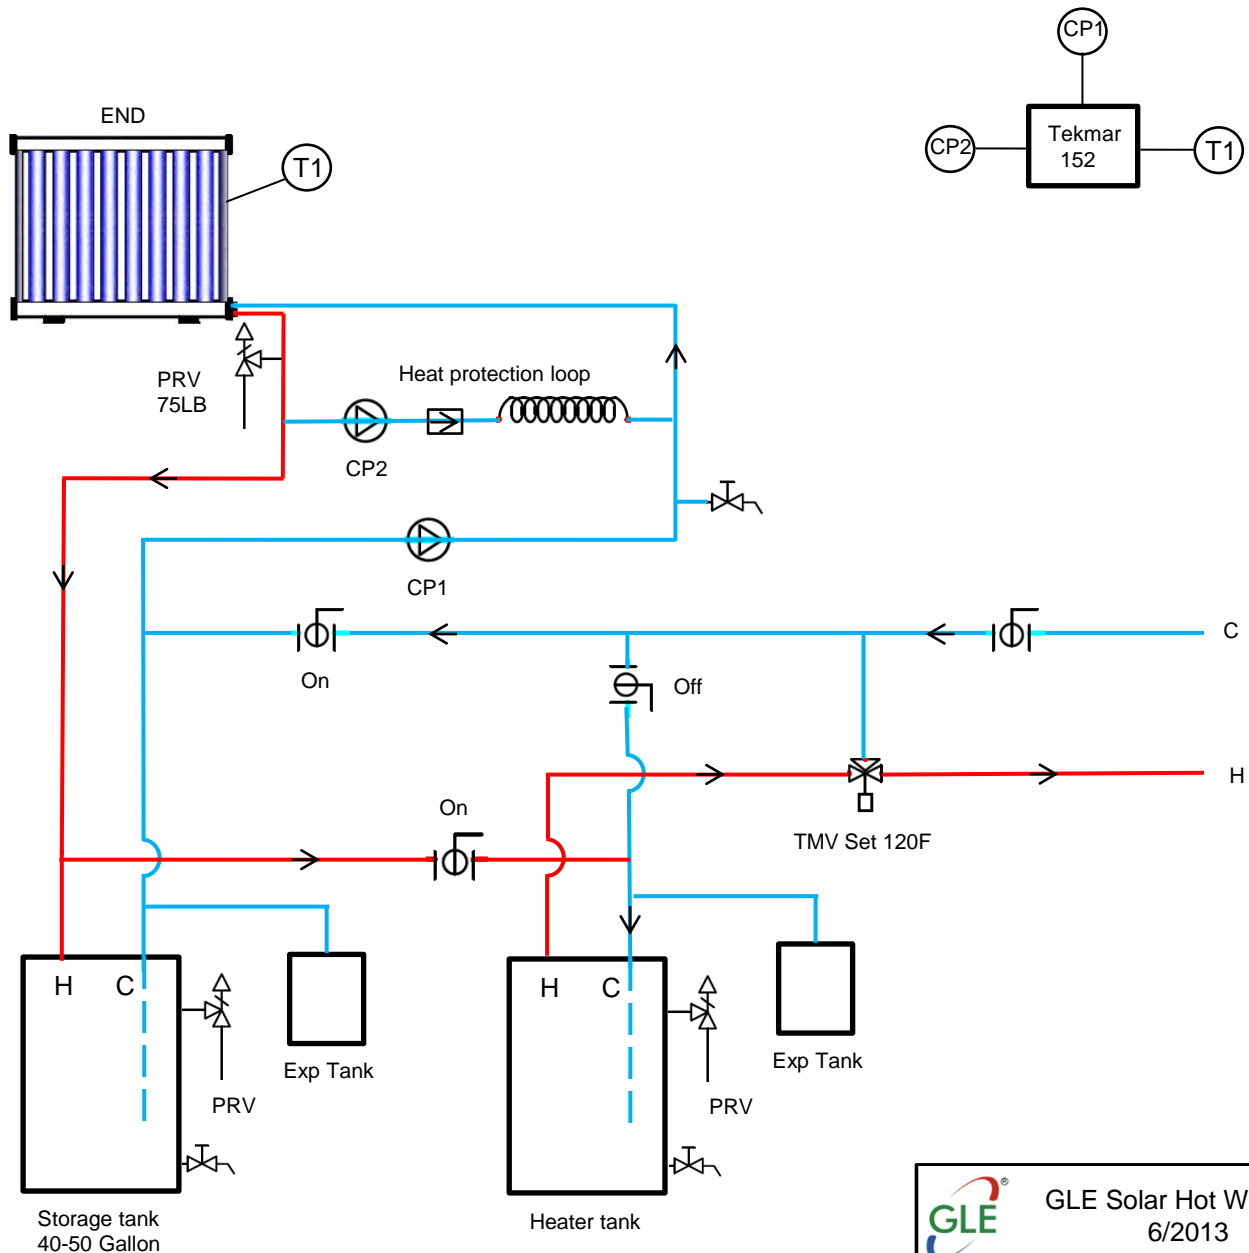 END
T1
CP1
Tekmar
152
CP2
T1
PRV
75LB
Heat protection loop
CP2
CP1
On
Off
C
H
On
TMV Set 120F
H
C
H
C
Exp Tank
Exp Tank
PRV
PRV
Storage tank
40-50 Gallon
Heater tank
GLE ®
GLE Solar Hot W
6/2013